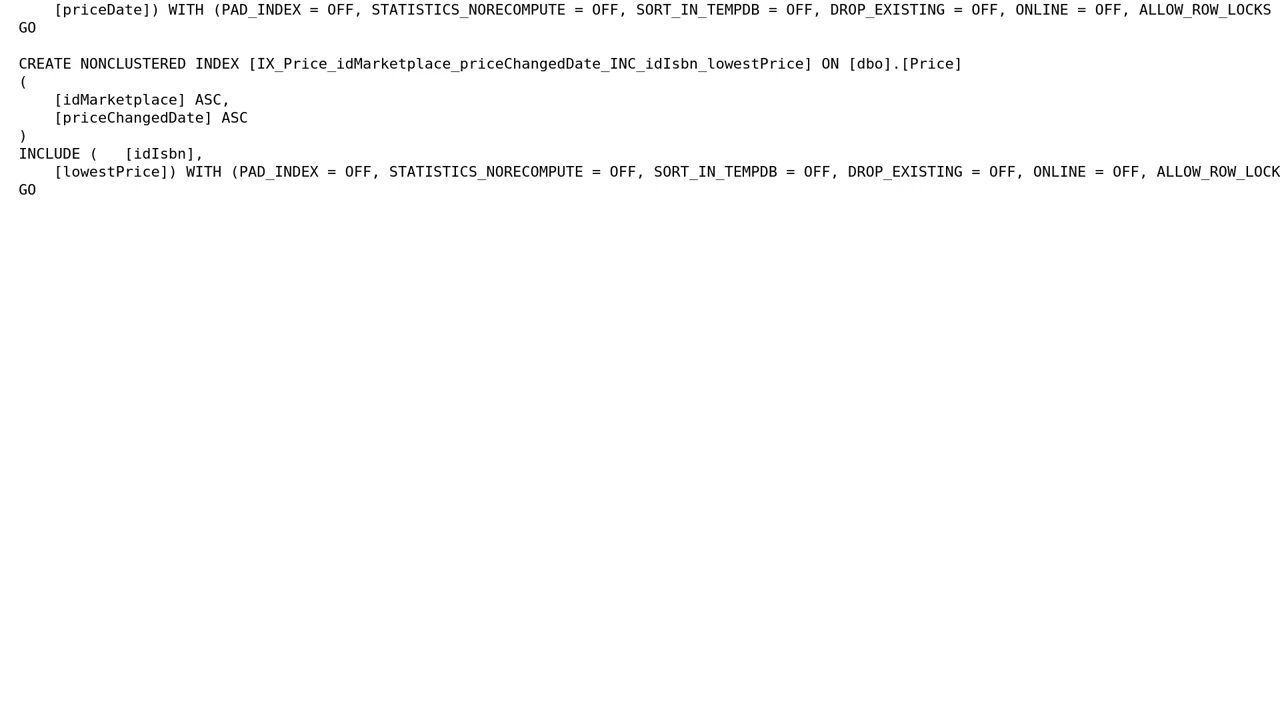 [priceDate]) WITH (PAD_INDEX = OFF, STATISTICS_NORECOMPUTE = OFF, SORT_IN_TEMPDB = OFF, DROP_EXISTING = OFF, ONLINE = OFF, ALLOW_ROW_LOCKS
GO
CREATE NONCLUSTERED INDEX [IX_Price_idMarketplace_priceChangedDate_INC_idIsbn_lowestPrice] ON [dbo].[Price]
(
[idMarketplace] ASC,
[priceChangedDate] ASC
)
INCLUDE (   [idIsbn],
[lowestPrice]) WITH (PAD_INDEX = OFF, STATISTICS_NORECOMPUTE = OFF, SORT_IN_TEMPDB = OFF, DROP_EXISTING = OFF, ONLINE = OFF, ALLOW_ROW_LOCK
GO